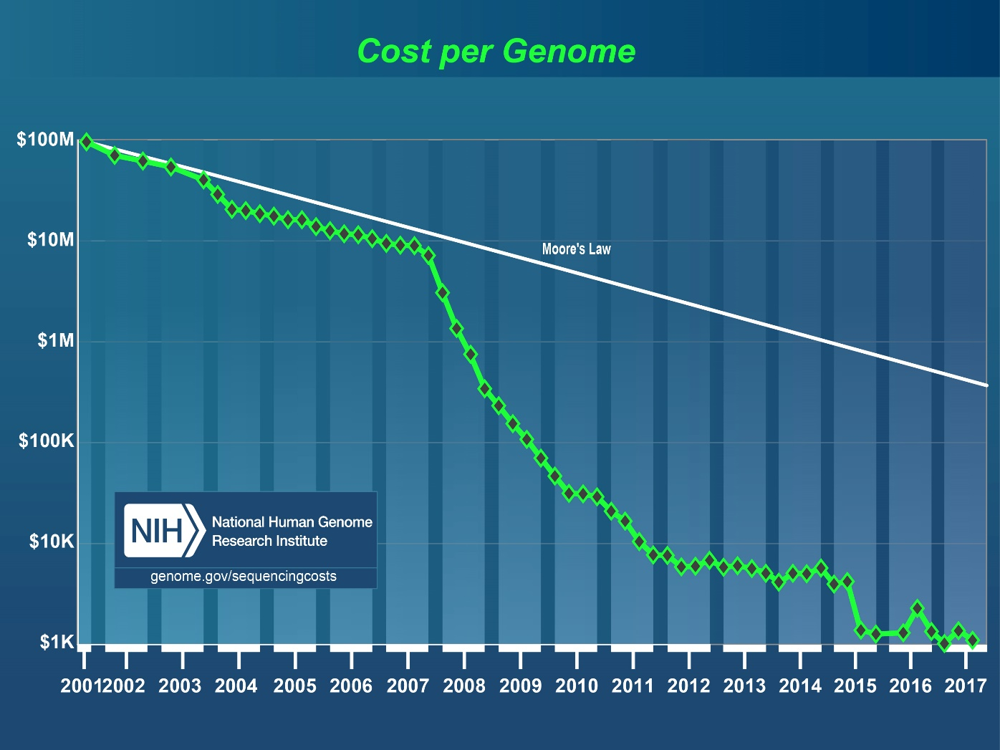 Cost per Genome
$100M
$10M
$1M
$100K
$10K
$1K
Moore's Law
NIH
National Human Genome
Research Institute
genome.gov/sequencingcosts
2001 2002 2003 2004 2005 2006 2007 2008 2009 2010 2011 2012 2013 2014 2015 2016 2017